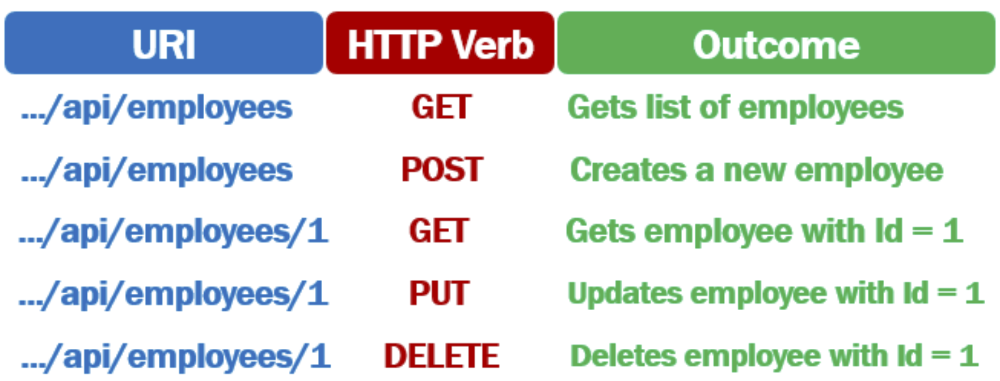 URI HTTP Verb Outcome
.../api/employees GET Gets list of employees
.../api/employees POST Creates a new employee
.../api/employees/1 GET Gets employee with Id = 1
.../api/employees/1 PUT Updates employee with Id = 1
.../api/employees/1 DELETE Deletes employee with Id = 1